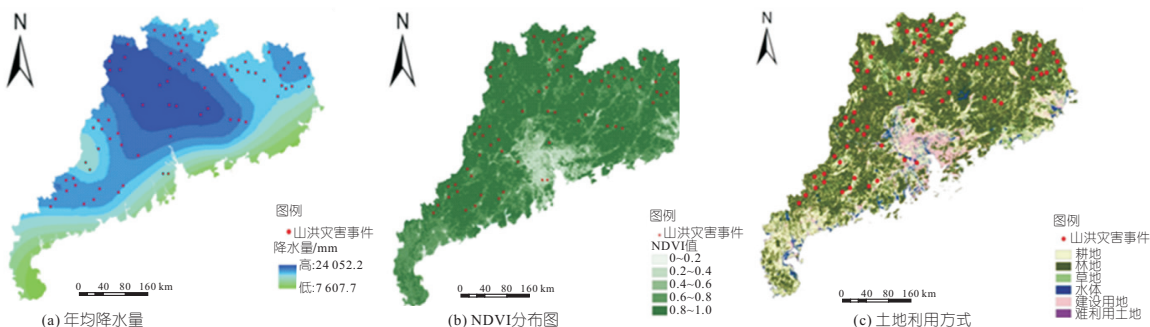 N
图例
山洪灾害事件
降水量/mm
高:24 052.2
低:7 607.7
0 40 80 160 km
(a) 年均降水量
N
图例
山洪灾害事件
NDVI值
0~0.2
0.2~0.4
0.4~0.6
0.6~0.8
0.8~1.0
0 40 80 160 km
(b) NDVI分布图
N
图例
山洪灾害事件
耕地
林地
草地
水体
建设用地
难利用土地
0 40 80 160 km
(c) 土地利用方式